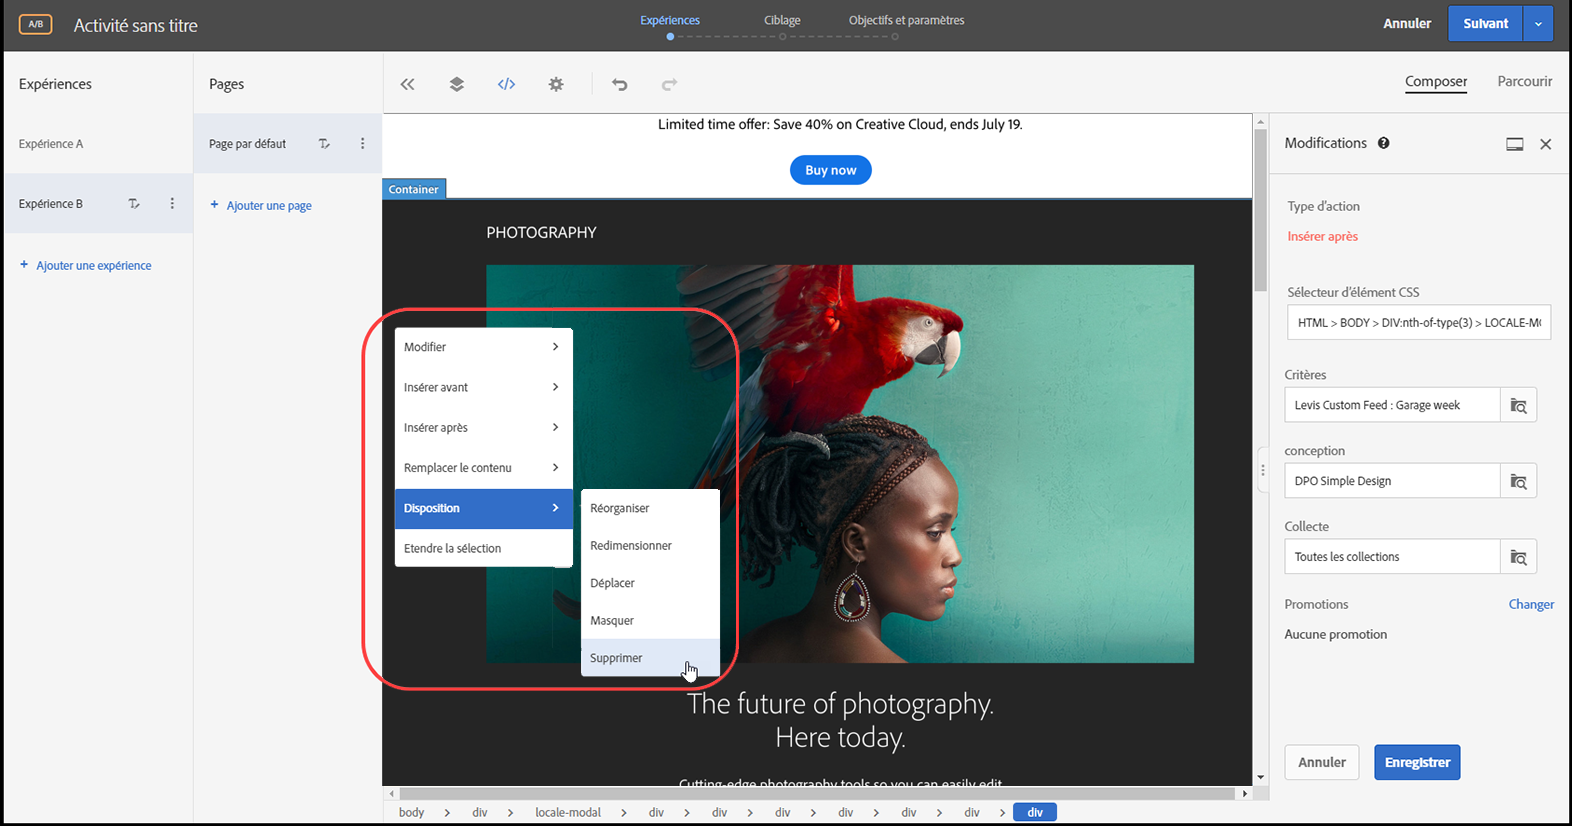 A/B
Activité sans titre
Expériences
Ciblage
Objectifs et paramètres
Annuler
Suivant
Expériences
Pages
Composer
Parcourir
Expérience A
Expérience B
+ Ajouter une expérience
Page par défaut
+ Ajouter une page
Limited time offer: Save 40% on Creative Cloud, ends July 19.
Buy now
Container
PHOTOGRAPHY
Modifier
Insérer avant
Insérer après
Remplacer le contenu
Disposition
Etendre la sélection
Réorganiser
Redimensionner
Déplacer
Masquer
Supprimer
The future of photography.
Here today.
Cutting-edge photography tools so you can easily edit
Modifications
Type d'action
Insérer après
Sélecteur d'élément CSS
HTML > BODY > DIV:nth-of-type(3) > LOCALE-MO
Critères
Levis Custom Feed : Garage week
conception
DPO Simple Design
Collecte
Toutes les collections
Promotions
Changer
Aucune promotion
Annuler
Enregistrer
body > div > locale-modal > div > div > div > div > div > div > div